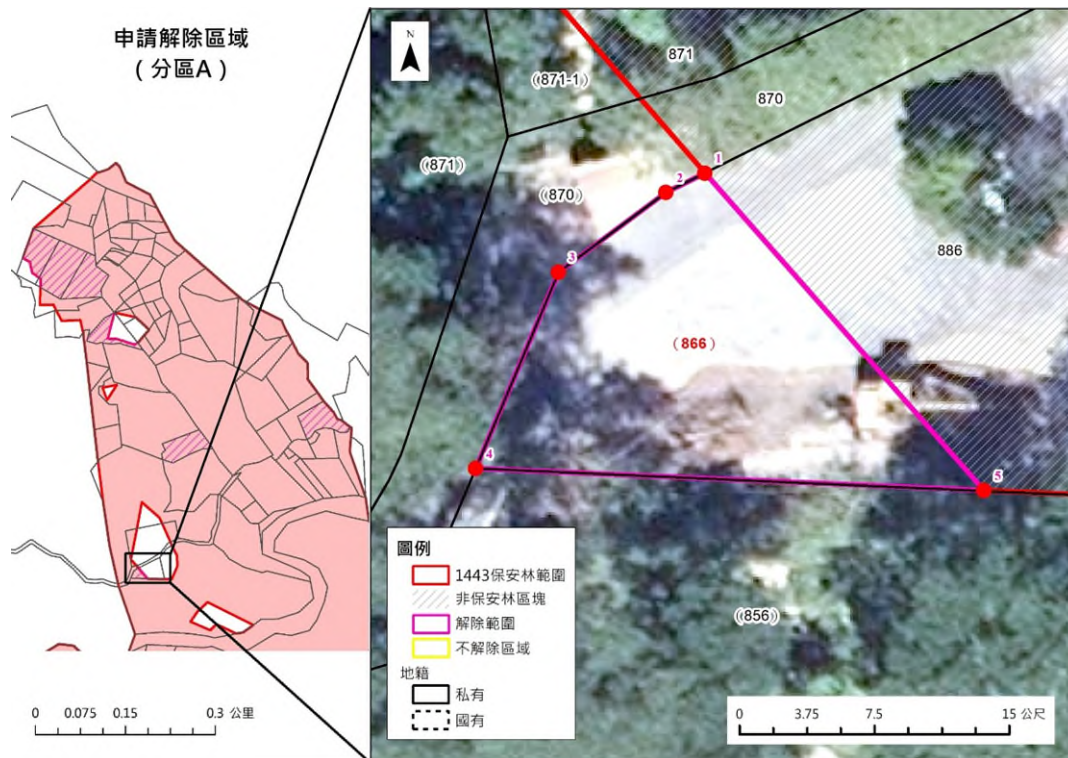 申請解除區域
（分區A）
0 0.075 0.15 0.3 公里
N
871
(871-1)
870
(871)
(870)
1
2
3
886
(866)
4
5
(856)
圖例
1443保安林範圍
非保安林區塊
解除範圍
不解除區域
地籍
私有
國有
0 3.75 7.5 15 公尺